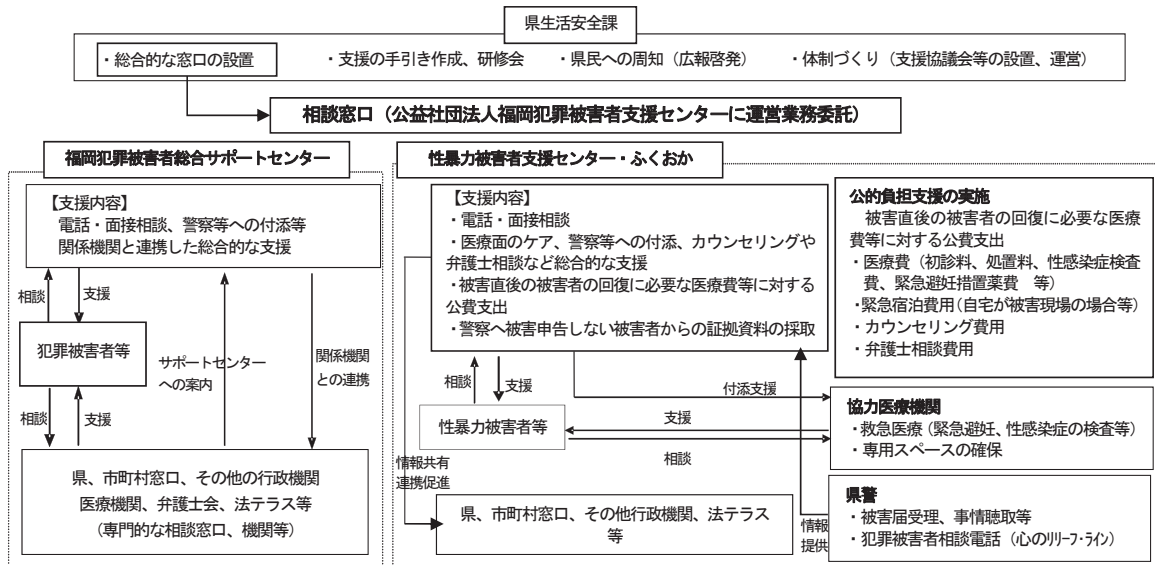 県生活安全課
・総合的な窓口の設置
・支援の手引き作成、研修会
・県民への周知（広報啓発）
・体制づくり（支援協議会等の設置、運営）
相談窓口（公益社団法人福岡犯罪被害者支援センターに運営業務委託）
福岡犯罪被害者総合サポートセンター
【支援内容】
電話・面接相談、警察等への付添等
関係機関と連携した総合的な支援
相談
支援
犯罪被害者等
サポートセンター
への案内
関係機関
との連携
相談
支援
県、市町村窓口、その他の行政機関
医療機関、弁護士会、法テラス等
（専門的な相談窓口、機関等）
性暴力被害者支援センター・ふくおか
【支援内容】
・電話・面接相談
・医療面のケア、警察等への付添、カウンセリングや
弁護士相談など総合的な支援
・被害直後の被害者の回復に必要な医療費等に対する
公費支出
・警察へ被害申告しない被害者からの証拠資料の採取
相談
支援
付添支援
性暴力被害者等
支援
相談
情報共有
連携促進
県、市町村窓口、その他行政機関、法テラス
等
公的負担支援の実施
被害直後の被害者の回復に必要な医療
費等に対する公費支出
・医療費（初診料、処置料、性感染症検査
費、緊急避妊措置薬費　等）
・緊急宿泊費用（自宅が被害現場の場合等）
・カウンセリング費用
・弁護士相談費用
協力医療機関
・救急医療（緊急避妊、性感染症の検査等）
・専用スペースの確保
県警
・被害届受理、事情聴取等
・犯罪被害者相談電話（心のﾘﾘｰﾌ･ﾗｲﾝ）
情報
提供